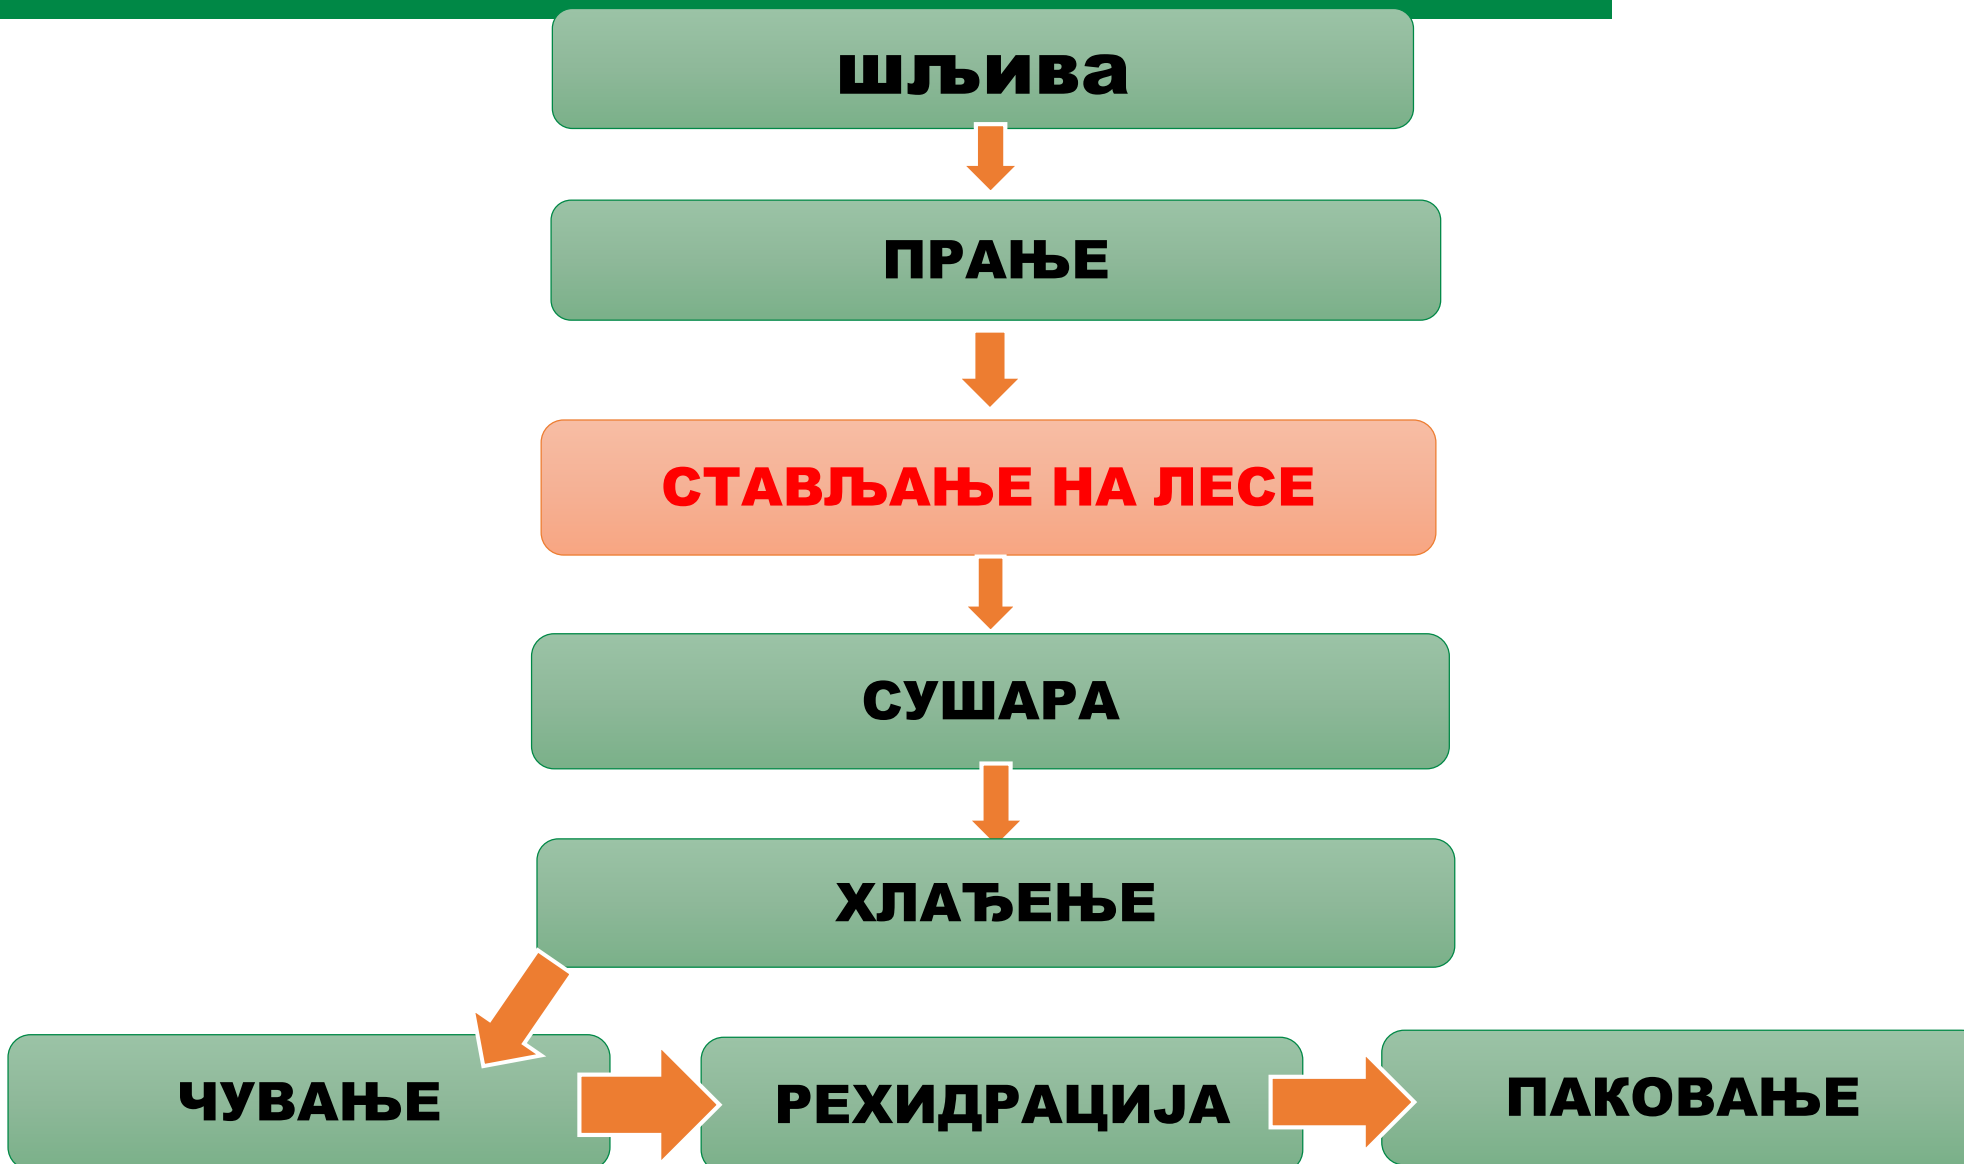 шљива
ПРАЊЕ
СТАВЉАЊЕ НА ЛЕСЕ
СУШАРА
ХЛАЂЕЊЕ
ЧУВАЊЕ
РЕХИДРАЦИЈА
ПАКОВАЊЕ